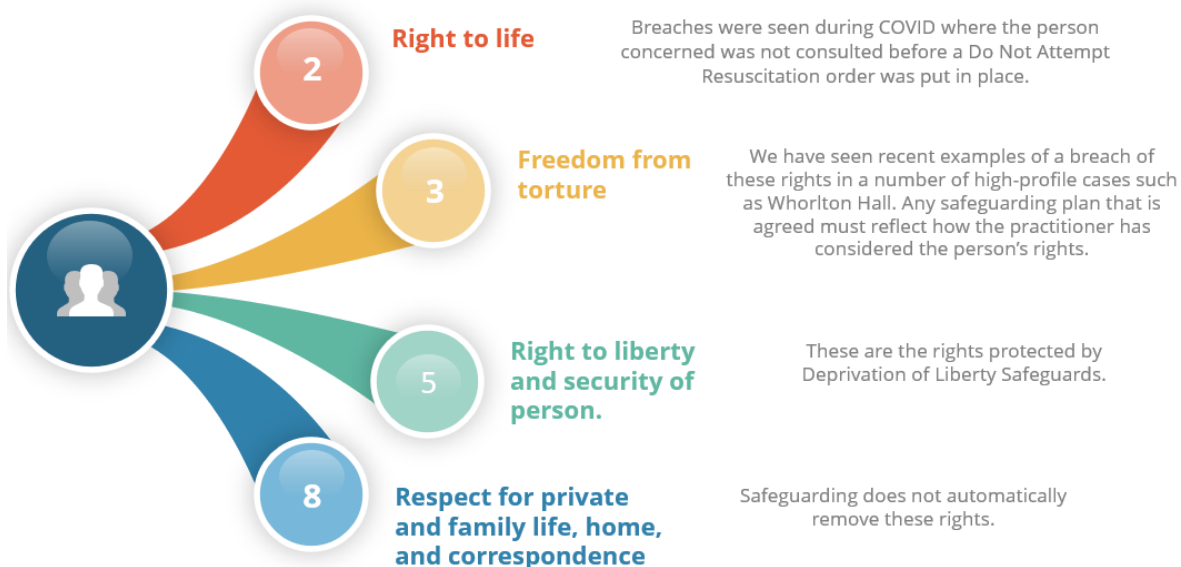 2
Right to life
Breaches were seen during COVID where the person
concerned was not consulted before a Do Not Attempt
Resuscitation order was put in place.
3
Freedom from
torture
We have seen recent examples of a breach of
these rights in a number of high-profile cases such
as Whorlton Hall. Any safeguarding plan that is
agreed must reflect how the practitioner has
considered the person’s rights.
5
Right to liberty
and security of
person.
These are the rights protected by
Deprivation of Liberty Safeguards.
8
Respect for private
and family life, home,
and correspondence
Safeguarding does not automatically
remove these rights.